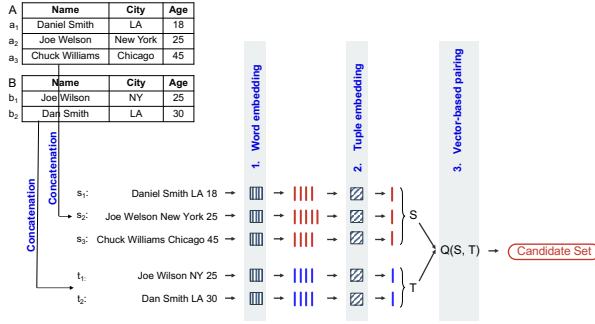 A Name City Age
a1 Daniel Smith LA 18
a2 Joe Welson New York 25
a3 Chuck Williams Chicago 45
B Name City Age
b1 Joe Wilson NY 25
b2 Dan Smith LA 30
Concatenation
Concatenation
1. Word embedding
2. Tuple embedding
3. Vector-based pairing
s1: Daniel Smith LA 18
s2: Joe Welson New York 25
s3: Chuck Williams Chicago 45
S
Q(S, T)
Candidate Set
t1: Joe Wilson NY 25
t2: Dan Smith LA 30
T